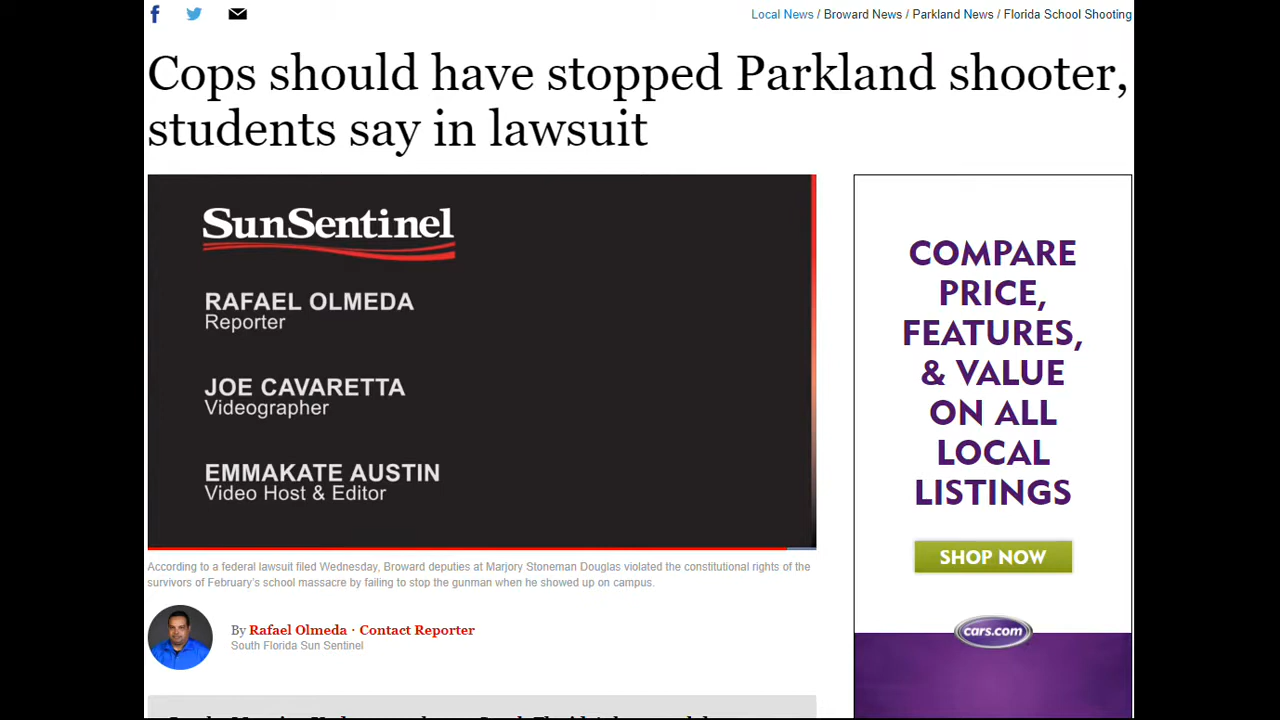 Local News / Broward News / Parkland News / Florida School Shooting
Cops should have stopped Parkland shooter,
students say in lawsuit
SunSentinel
RAFAEL OLMEDA
Reporter
JOE CAVARETTA
Videographer
EMMAKATE AUSTIN
Video Host & Editor
According to a federal lawsuit filed Wednesday, Broward deputies at Marjory Stoneman Douglas violated the constitutional rights of the
survivors of February's school massacre by failing to stop the gunman when he showed up on campus.
By Rafael Olmeda · Contact Reporter
South Florida Sun Sentinel
COMPARE
PRICE,
FEATURES,
& VALUE
ON ALL
LOCAL
LISTINGS
SHOP NOW
cars.com